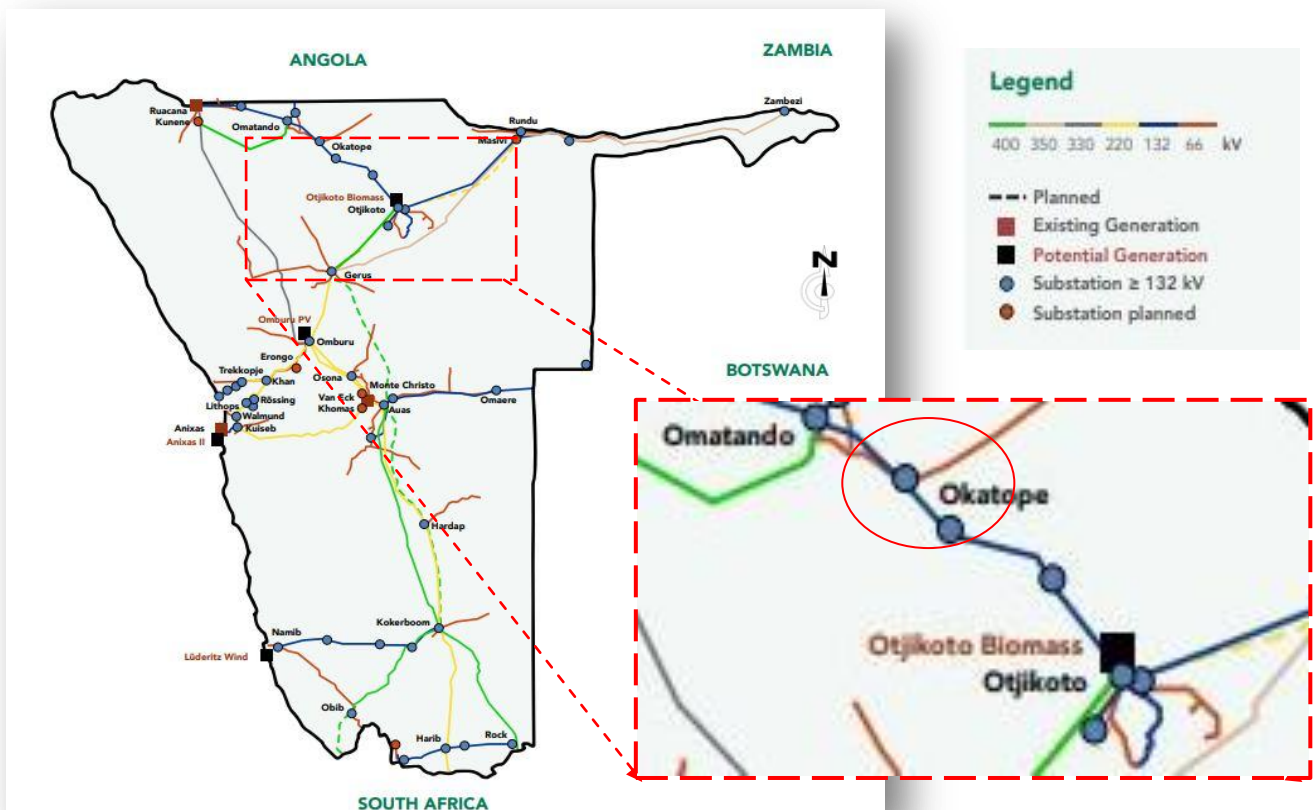 ANGOLA
ZAMBIA
Ruacana
Kunene
Omatando
Okatope
Rundu
Masivi
Zambezi
Otjikoto Biomass
Otjikoto
Gerus
N
Omburu PV
Omburu
Erongo
Trekkopje
Khan
Osona
Monte Christo
Van Eck
Khomas
Auas
Omaere
Lithops
Rössing
Walmund
Kuiseb
Anixas
Anixas II
BOTSWANA
Hardap
Kokerboom
Namib
Lüderitz Wind
Obib
Harib
Rock
SOUTH AFRICA
Legend
400 350 330 220 132 66 kV
Planned
Existing Generation
Potential Generation
Substation ≥ 132 kV
Substation planned
Omatando
Okatope
Otjikoto Biomass
Otjikoto